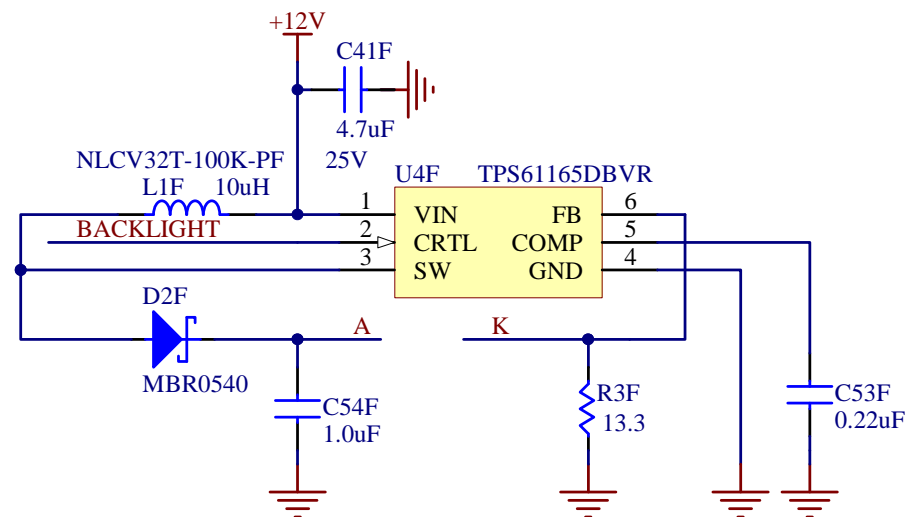 +12V
C41F
4.7uF
25V
NLCV32T-100K-PF
L1F 10uH
U4F TPS61165DBVR
1 VIN FB 6
BACKLIGHT 2 CRTL COMP 5
3 SW GND 4
D2F
MBR0540
A K
C54F
1.0uF
R3F
13.3
C53F
0.22uF